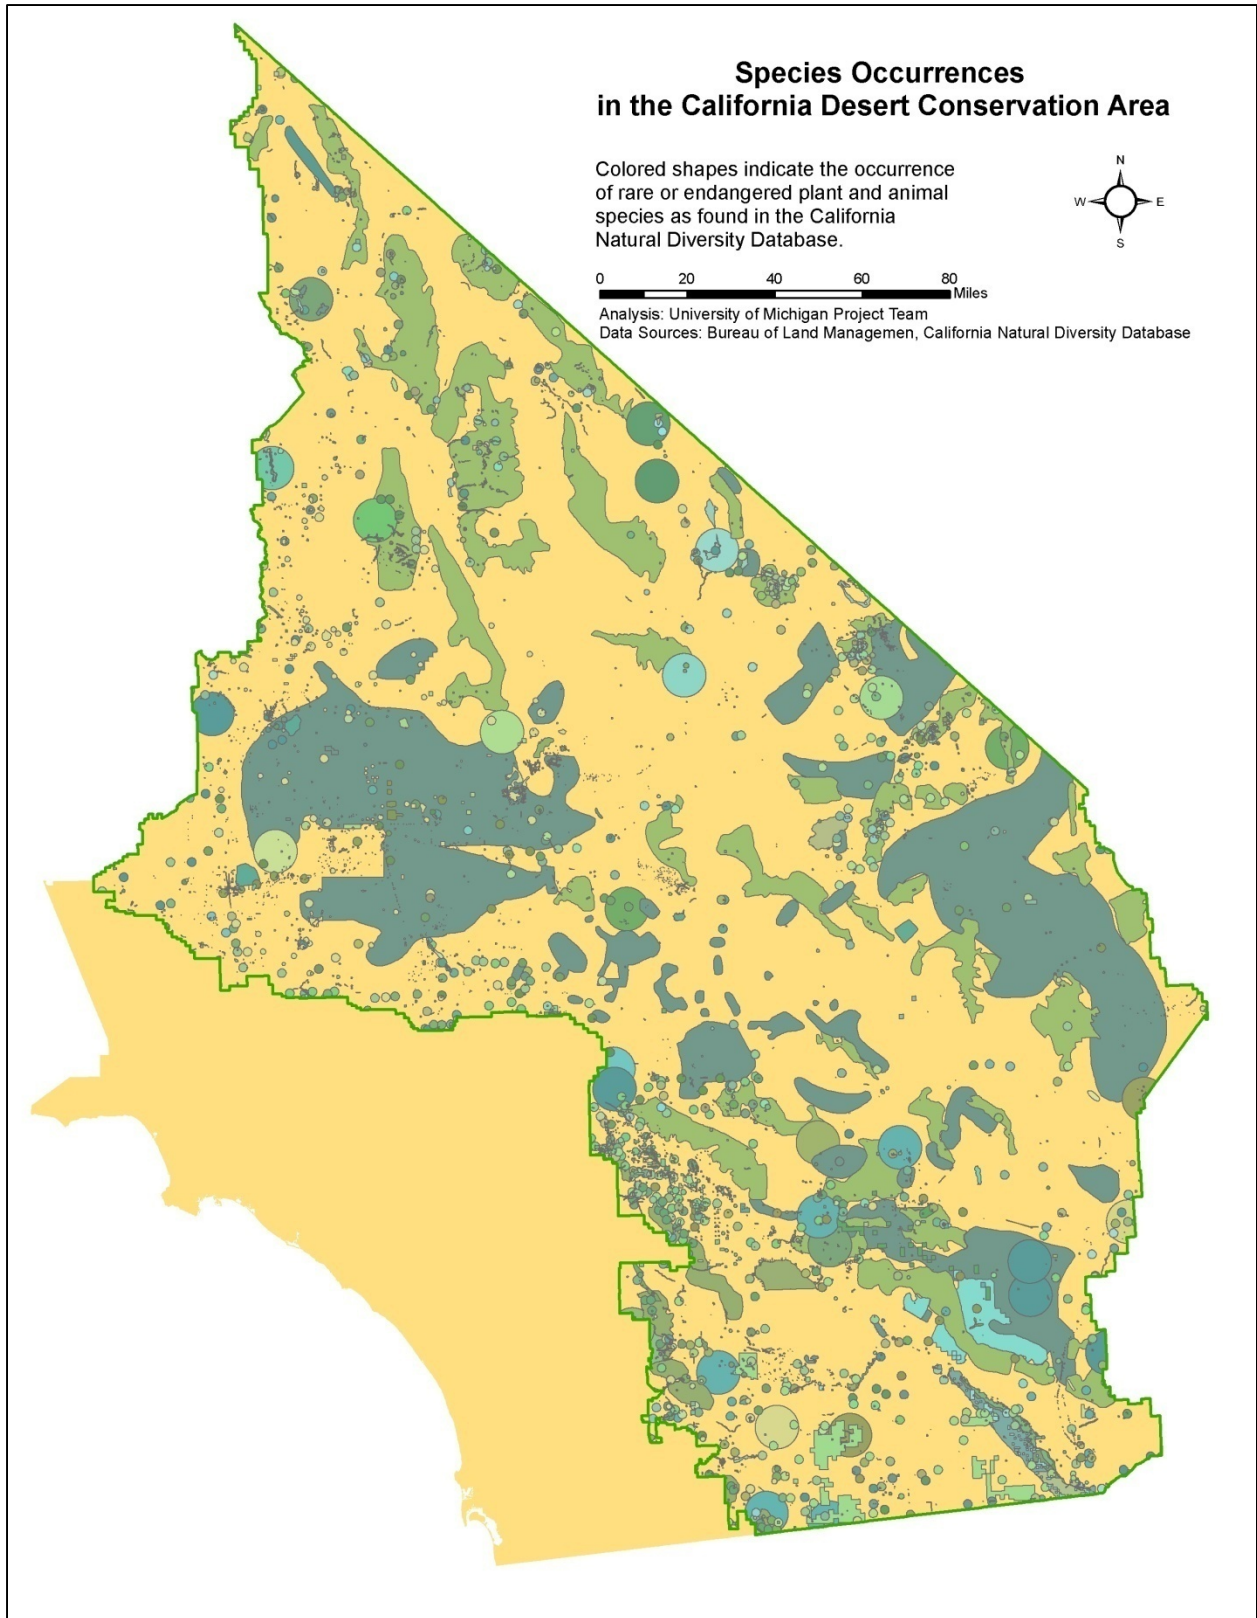 Species Occurrences
in the California Desert Conservation Area
Colored shapes indicate the occurrence
of rare or endangered plant and animal
species as found in the California
Natural Diversity Database.
N
W E
S
0 20 40 60 80
Miles
Analysis: University of Michigan Project Team
Data Sources: Bureau of Land Managemen, California Natural Diversity Database